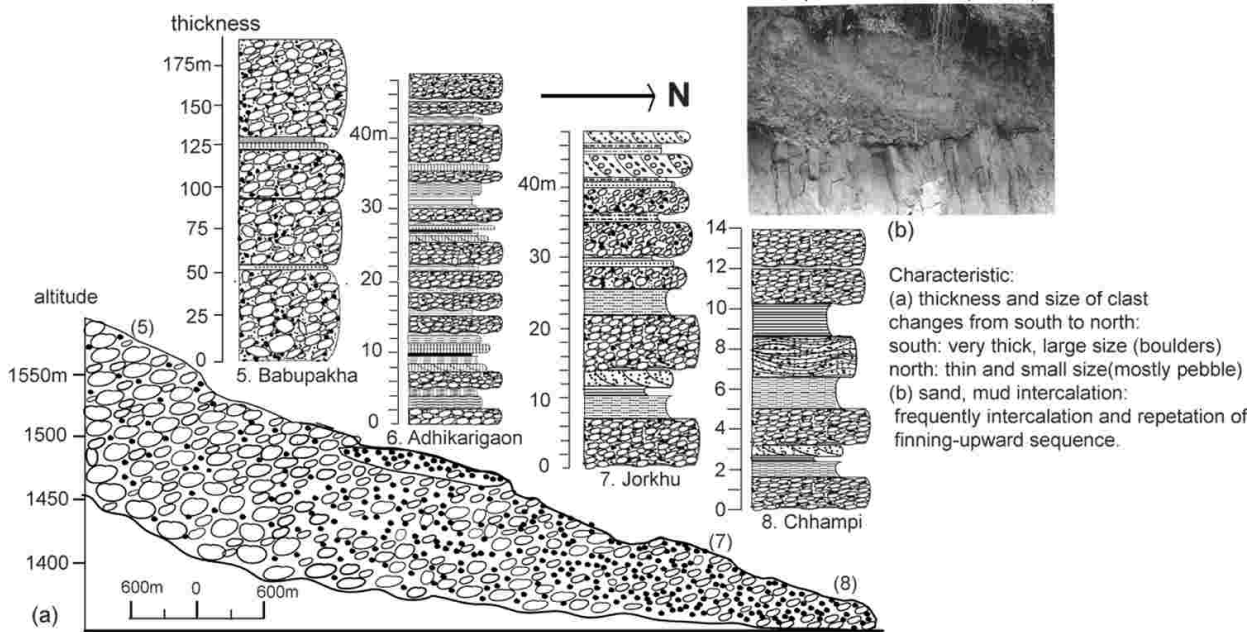 thickness
175m
150
125
100
75
50
25
0
5. Babupakha
40m
30
20
10
0
6. Adhikarigaon
N
40m
30
20
10
0
7. Jorkhu
14
12
10
8
6
4
2
0
8. Chhampi
(b)
Characteristic:
(a) thickness and size of clast
changes from south to north:
south: very thick, large size (boulders)
north: thin and small size(mostly pebble)
(b) sand, mud intercalation:
frequently intercalation and repetation of
finning-upward sequence.
altitude
1550m
1500
1450
1400
(5)
(7)
(8)
600m 0 600m
(a)